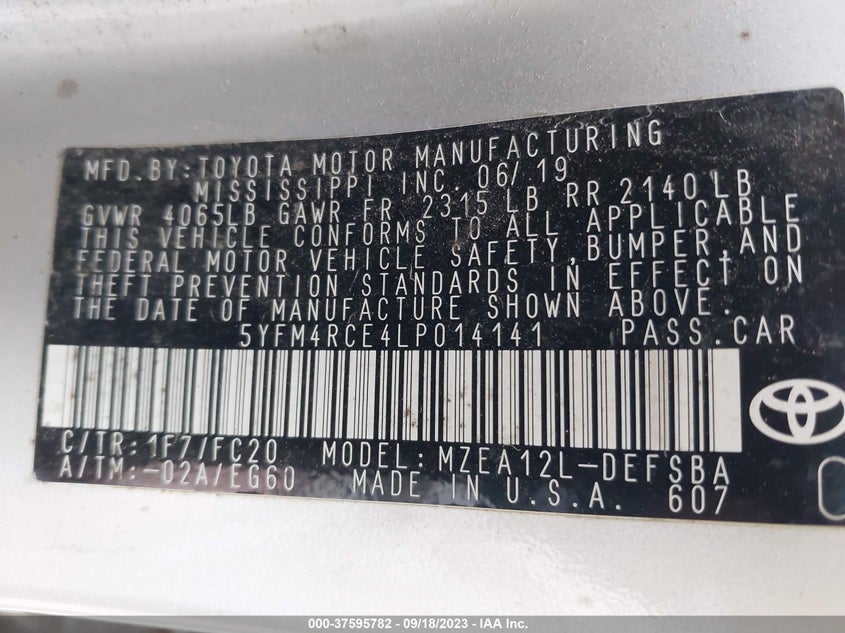 MFD. BY: TOYOTA MOTOR MANUFACTURING
MISSISSIPPI INC. 06/19
GVWR 4065LB GAWR FR 2315 LB RR 2140 LB
THIS VEHICLE CONFORMS TO ALL APPLICABLE
FEDERAL MOTOR VEHICLE SAFETY, BUMPER, AND
THEFT PREVENTION STANDARDS IN EFFECT ON
THE DATE OF MANUFACTURE SHOWN ABOVE.
5YFM4RCE4LP014141 PASS. CAR
C/TR: 1F7/FC20 MODEL: MZEA12L-DEFSBA
A/TM: -02A/EG60 MADE IN U.S.A. 607
000-37595782 - 09/18/2023 - IAA Inc.